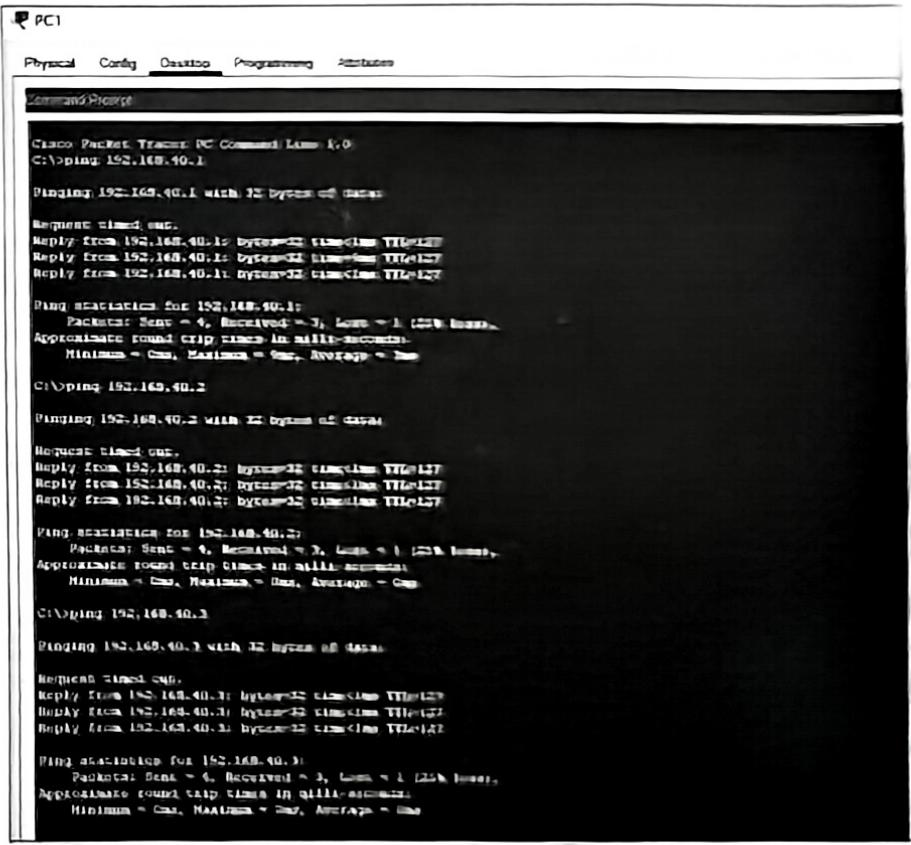 PC1
Physical Config Desktop Programming Attributes
Command Prompt
Cisco Packet Tracer PC Command Line 1.0
C:\>ping 192.168.40.1
Pinging 192.168.40.1 with 32 bytes of data:
Request timed out.
Reply from 192.168.40.1: bytes=32 time<1ms TTL=127
Reply from 192.168.40.1: bytes=32 TTL=127
Reply from 192.168.40.1: bytes=32 time<1ms TTL=127
Ping statistics for 192.168.40.1:
Packets: Sent = 4, Received = 3, Lost = 1 (25% loss),
Approximate round trip times in milli-seconds:
Minimum = 0ms, Maximum = Average =
C:\>ping 192.168.40.2
Pinging 192.168.40.2 with 32 bytes of data:
Request timed out.
Reply from 192.168.40.2: bytes=32 time<1ms TTL=127
Reply from 192.168.40.2: bytes=32 time<1ms TTL=127
Reply from 192.168.40.2: bytes=32 time<1ms TTL=127
Ping statistics for 192.168.40.2:
Packets: Sent = 4, Received = 3, Lost = 1 (25% loss),
Approximate round trip times in milli-seconds:
Minimum = 0ms, Maximum = 0ms, Average = 0ms
C:\>ping 192.168.40.3
Pinging 192.168.40.3 with 32 bytes of data:
Request timed out.
Reply from 192.168.40.3: bytes=32 time<1ms TTL=127
Reply from 192.168.40.3: bytes=32 time<1ms TTL=127
Reply from 192.168.40.3: bytes=32 time<1ms TTL=127
Ping statistics for 192.168.40.3:
Packets: Sent = 4, Received = 3, Lost = 1 (25% loss),
Approximate round trip times in milli-seconds:
Minimum = 0ms, Maximum = Average = 0ms